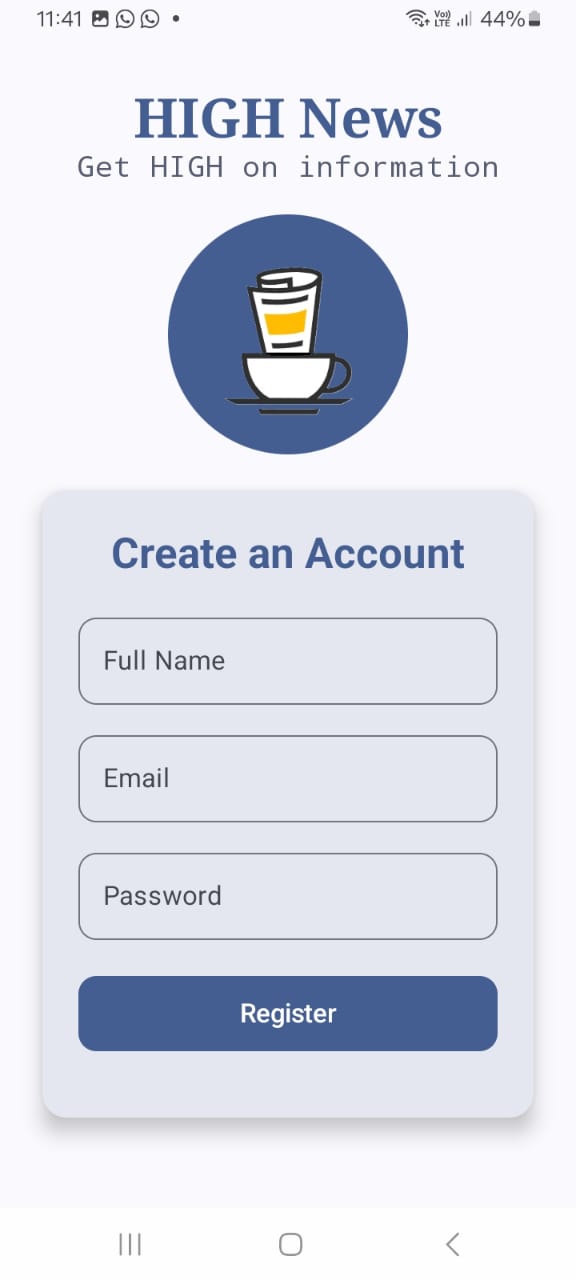 11:41 Vo)) LTE 44%
HIGH News
Get HIGH on information
Create an Account
Full Name
Email
Password
Register